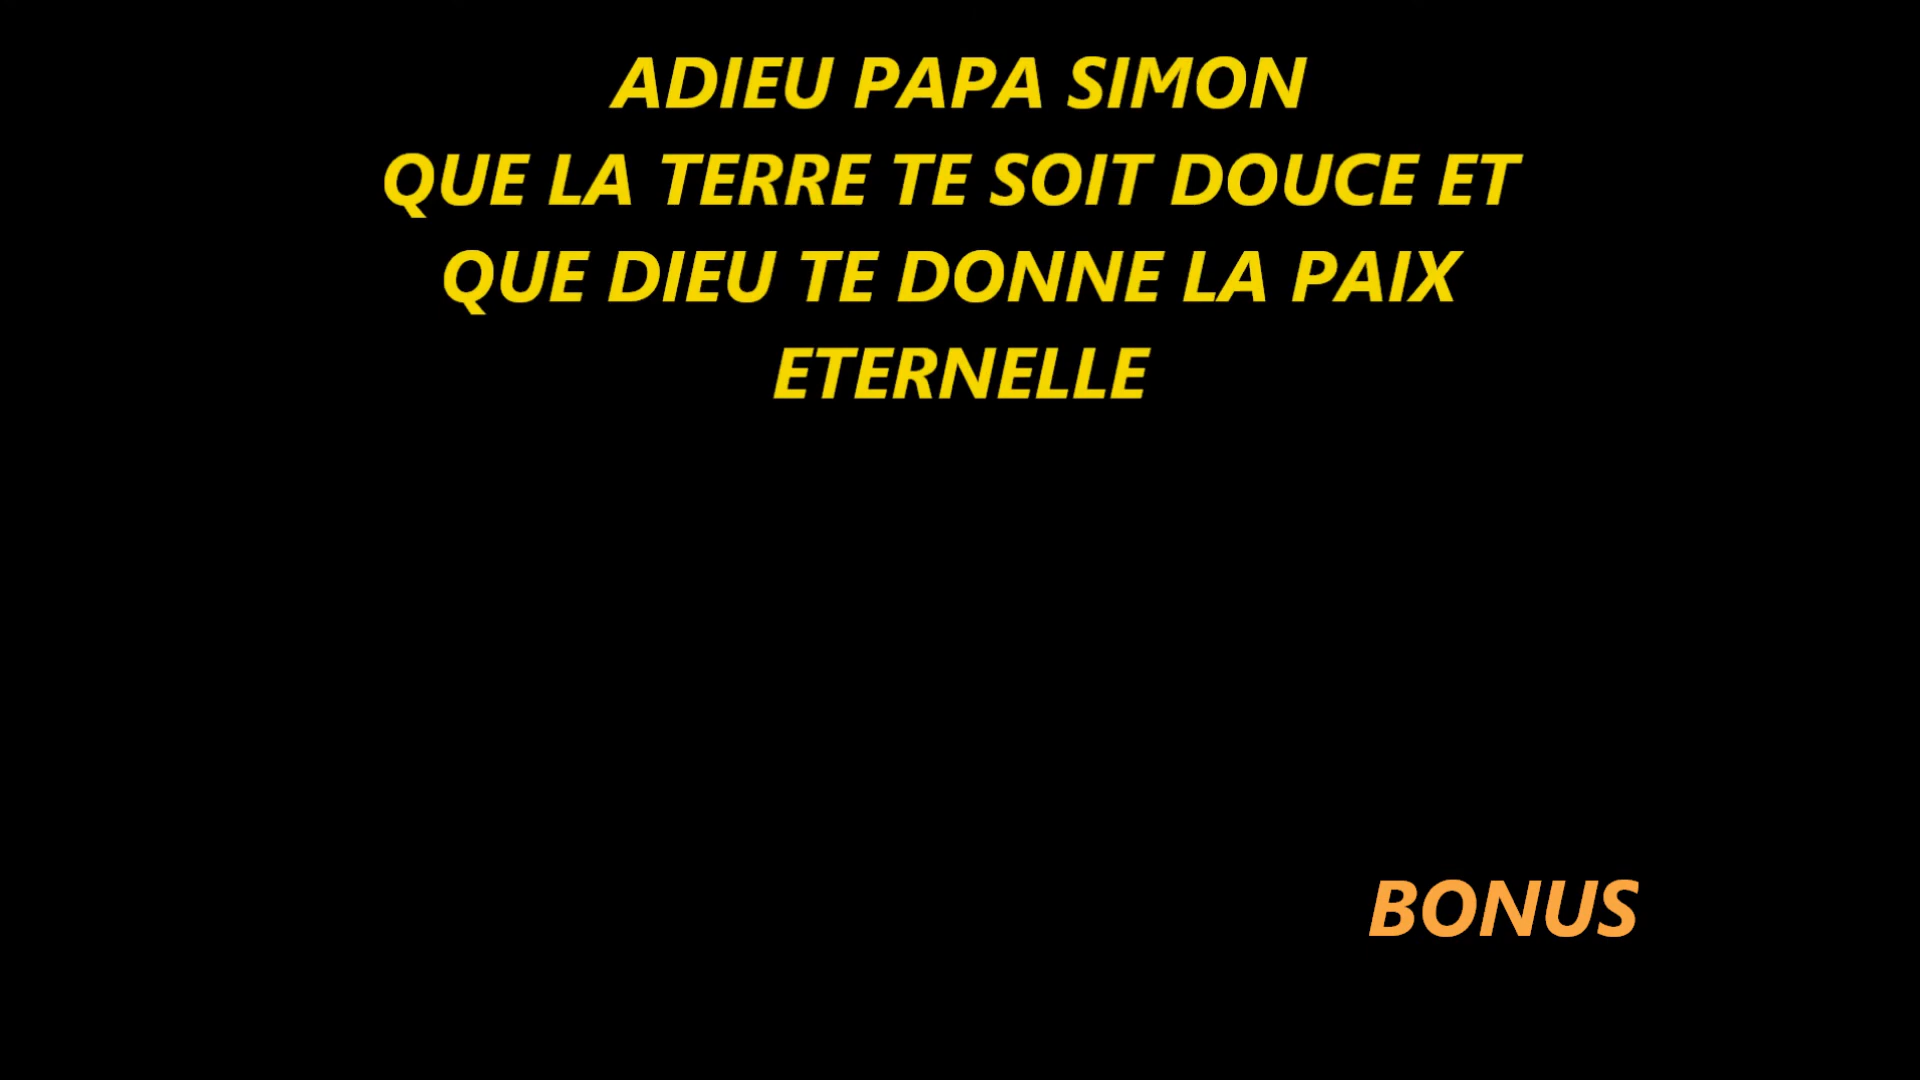 ADIEU PAPA SIMON
QUE LA TERRE TE SOIT DOUCE ET
QUE DIEU TE DONNE LA PAIX
ETERNELLE
BONUS